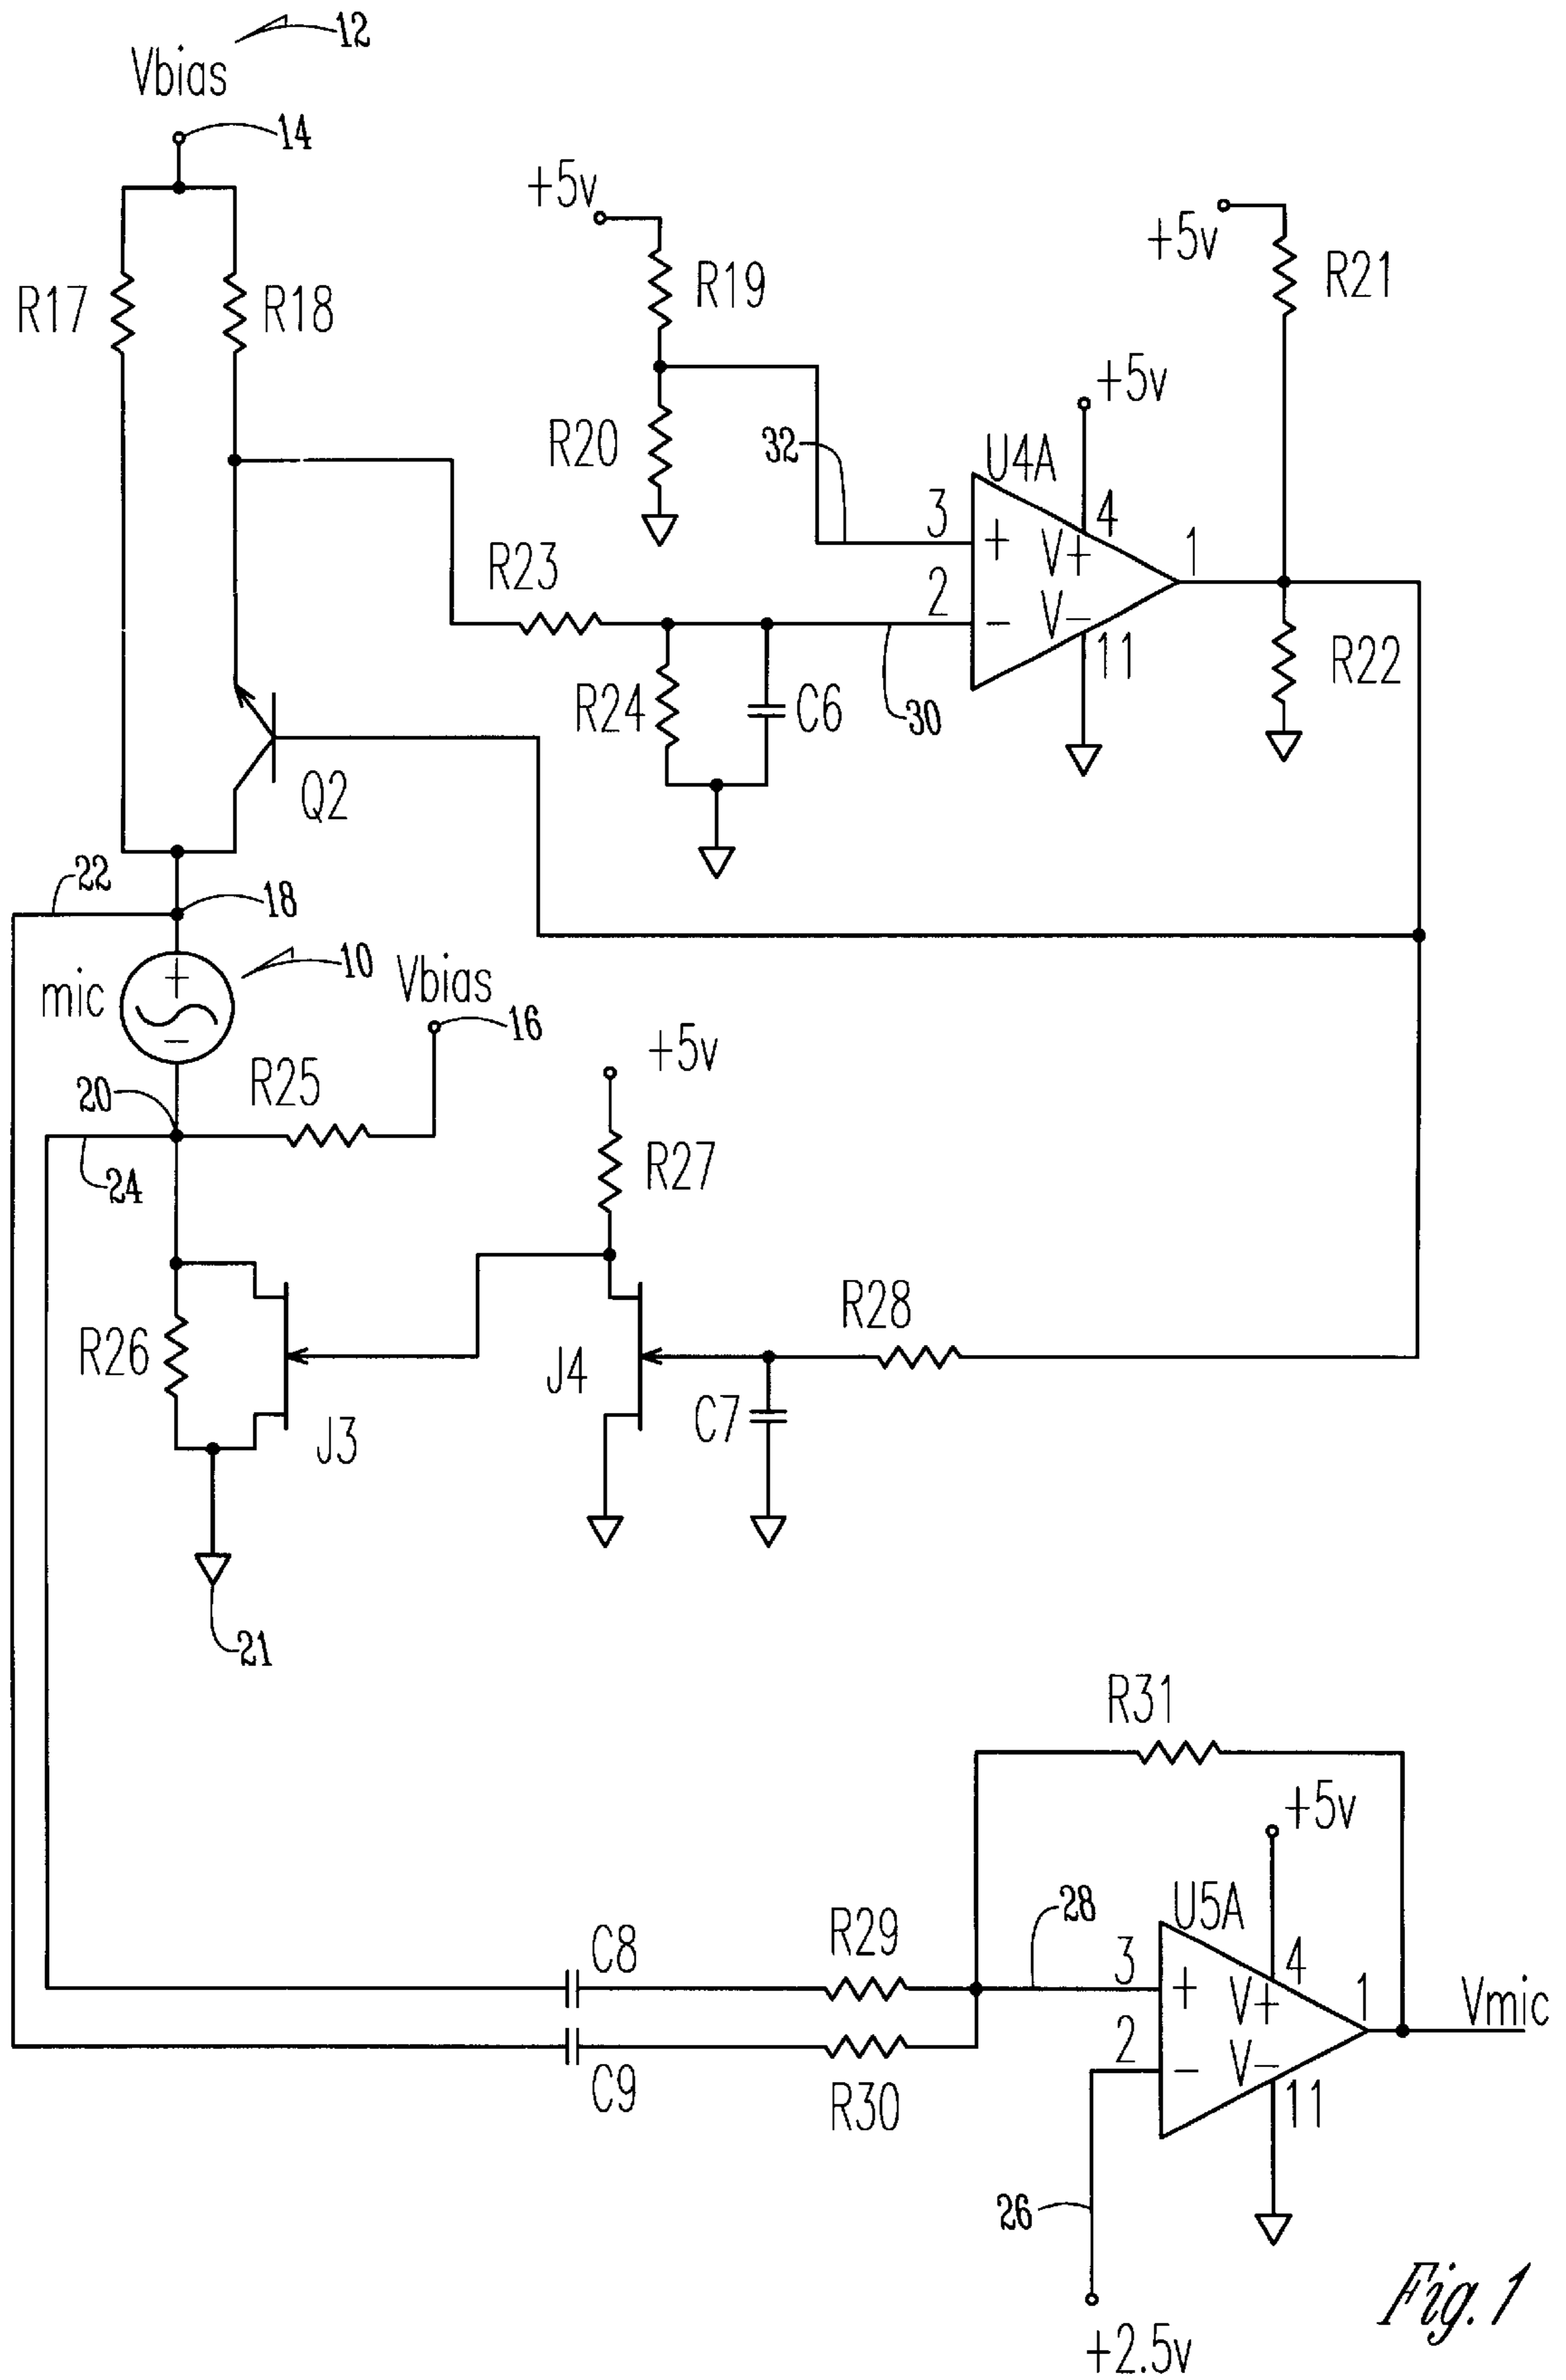 12
Vbias
14
+5v
+5v
R17
R18
R19
R21
+5v
R20
32
U4A
3
+
V+
4
1
R23
2
-
V-
11
R24
C6
30
R22
Q2
22
18
mic
+
-
10
Vbias
16
+5v
20
R25
24
R27
R26
J3
J4
R28
C7
21
R31
+5v
C8
R29
28
U5A
3
+
V+
4
1
Vmic
C9
R30
2
-
V-
11
26
+2.5v
Fig. 1